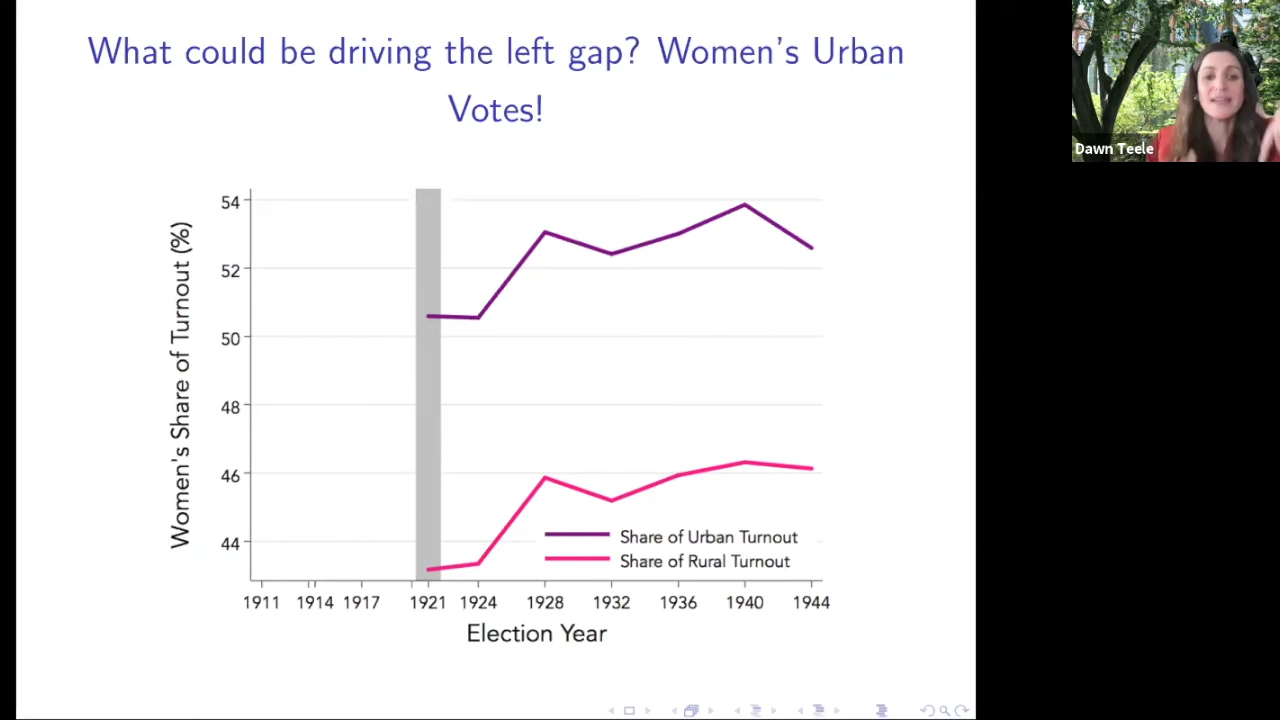 What could be driving the left gap? Women's Urban
Votes!
Dawn Teele
Women's Share of Turnout (%)
54
52
50
48
46
44
Share of Urban Turnout
Share of Rural Turnout
1911 1914 1917 1921 1924 1928 1932 1936 1940 1944
Election Year